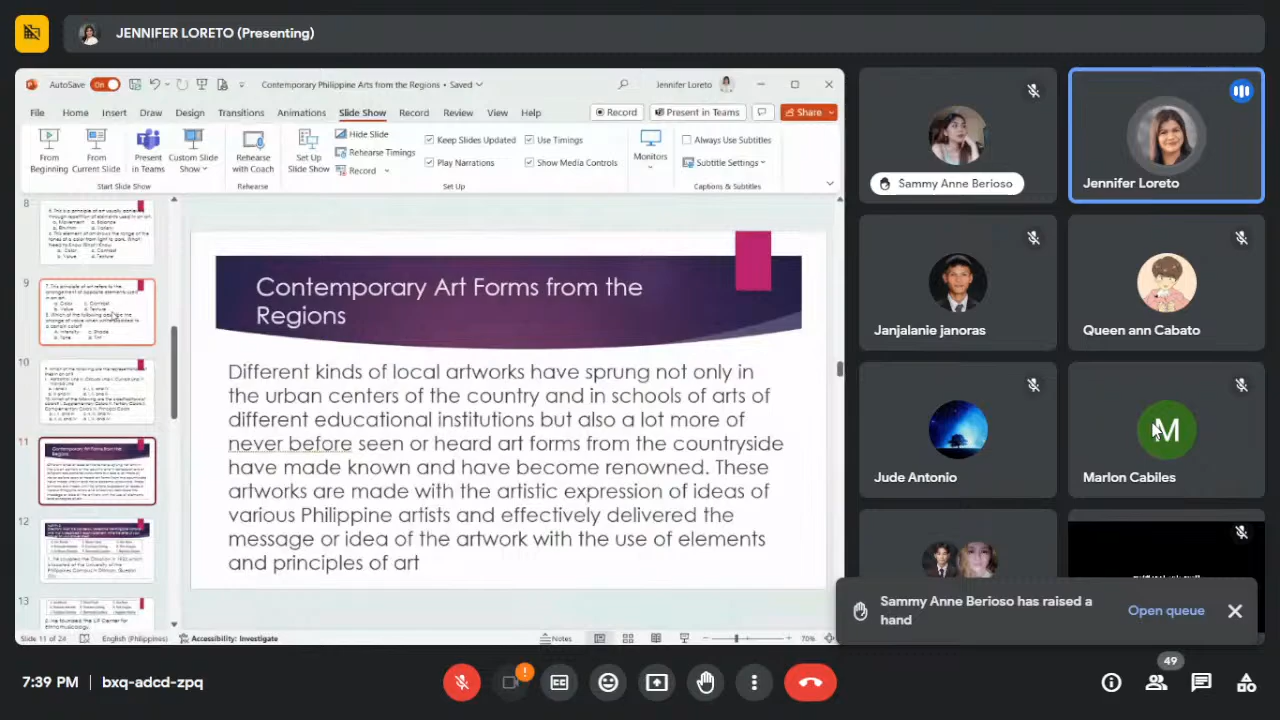 JENNIFER LORETO (Presenting)
AutoSave On Contemporary Philippine Arts from the Regions • Saved Jennifer Loreto
File Home Insert Draw Design Transitions Animations Slide Show Record Review View Help Record Present in Teams Share
From Beginning
From Current Slide
Present in Teams
Custom Slide Show
Rehearse with Coach
Set Up Slide Show
Hide Slide
Rehearse Timings
Record
Keep Slides Updated
Play Narrations
Use Timings
Show Media Controls
Monitors
Always Use Subtitles
Subtitle Settings
Start Slide Show Rehearse Set Up Captions & Subtitles
8
9
10
11
12
13
Contemporary Art Forms from the
Regions
Different kinds of local artworks have sprung not only in
the urban centers of the country and in schools of arts of
different educational institutions but also a lot more of
never before seen or heard art forms from the countryside
have made known and have become renowned. These
artworks are made with the artistic expression of ideas of
various Philippine artists and effectively delivered the
message or idea of the artwork with the use of elements
and principles of art
Slide 11 of 24 English (Philippines) Accessibility: Investigate Notes 70%
Sammy Anne Berioso
Jennifer Loreto
Janjalanie janoras
Queen ann Cabato
Jude Antonio
M
Marlon Cabiles
Sammy Anne Berioso has raised a
hand
Open queue
7:39 PM | bxq-adcd-zpq
49